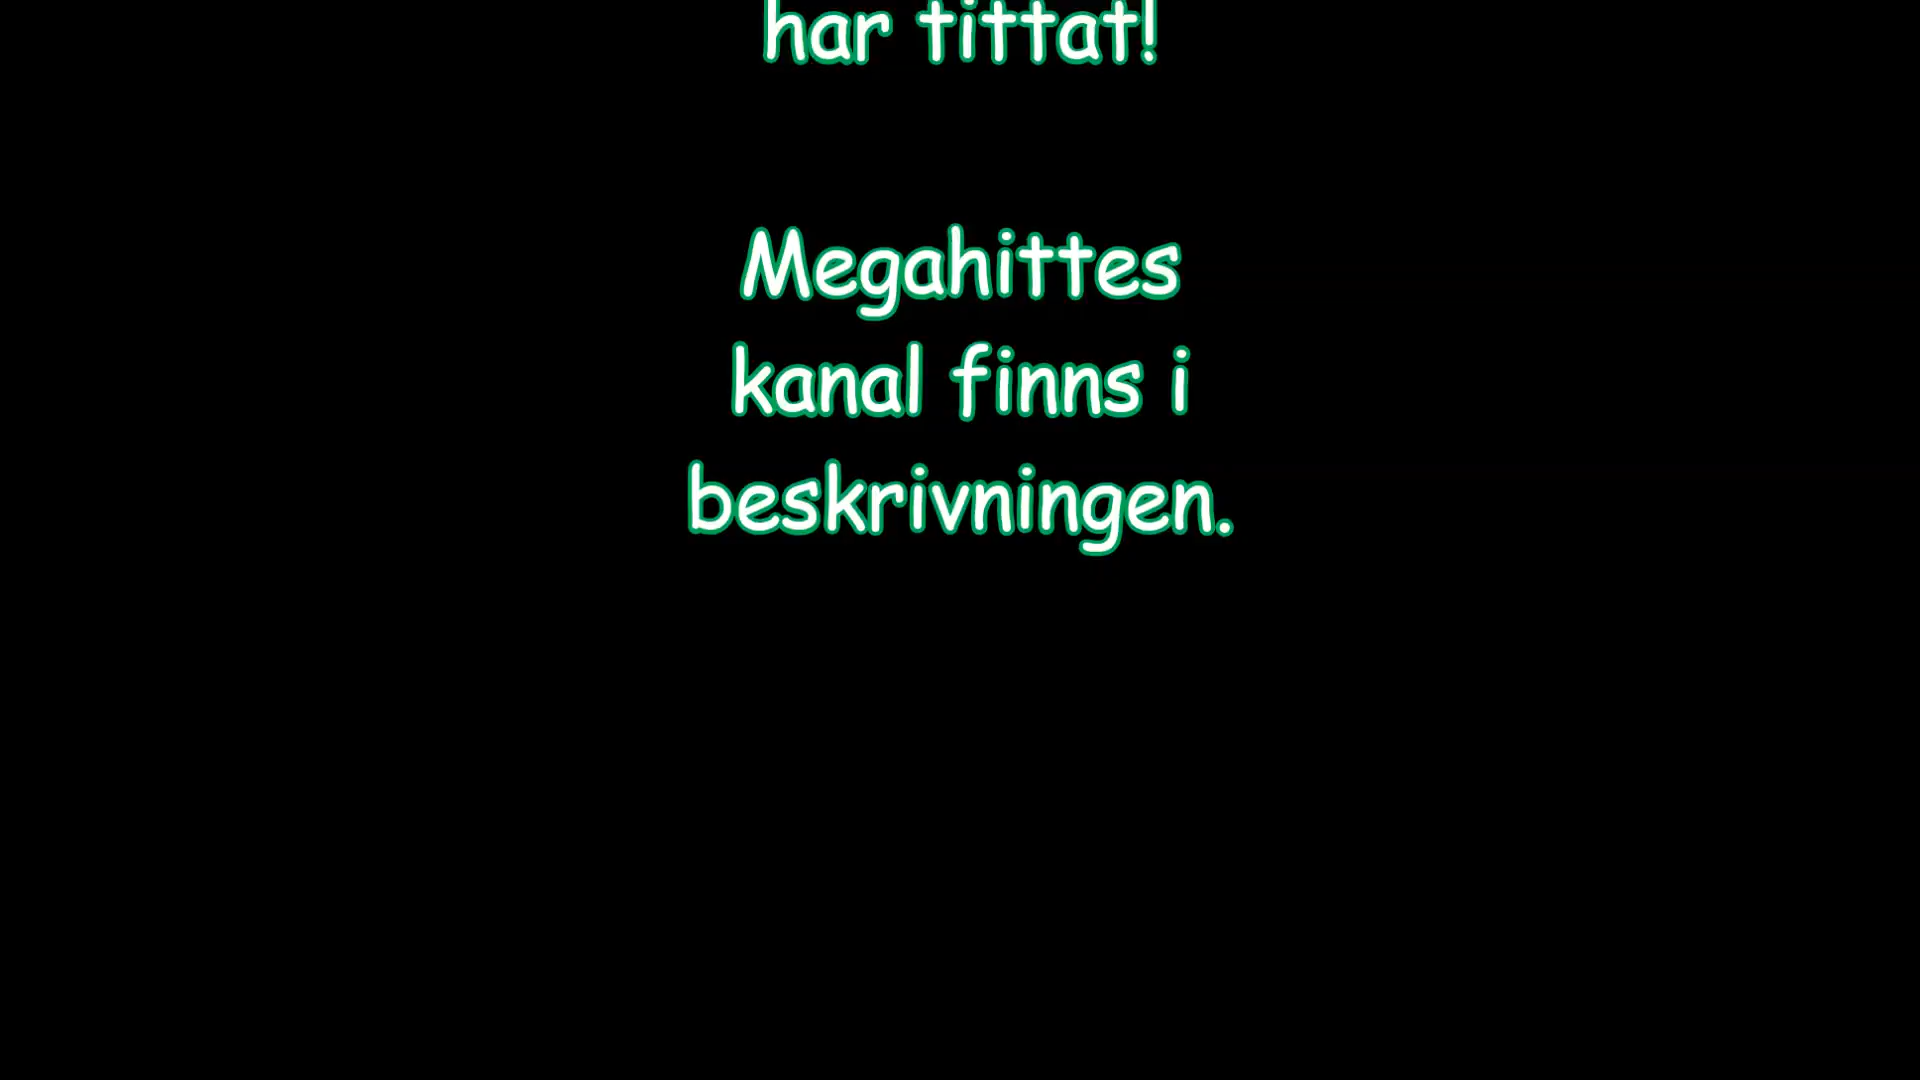 har tittat!
Megahittes
kanal finns i
beskrivningen.